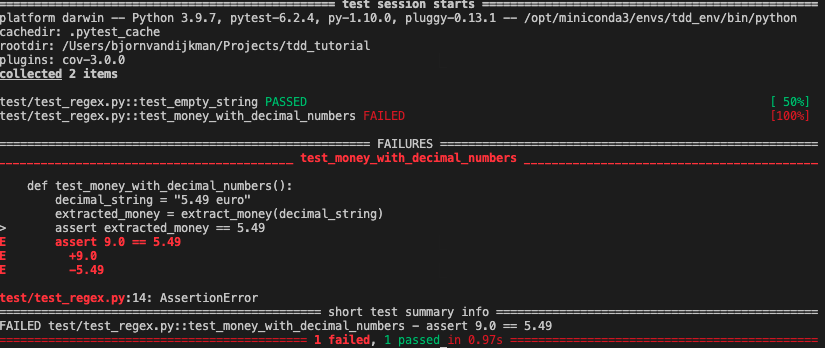 test session starts
platform darwin -- Python 3.9.7, pytest-6.2.4, py-1.10.0, pluggy-0.13.1 -- /opt/miniconda3/envs/tdd_env/bin/python
cachedir: .pytest_cache
rootdir: /Users/bjornvandijkman/Projects/tdd_tutorial
plugins: cov-3.0.0
collected 2 items
test/test_regex.py::test_empty_string PASSED [ 50%]
test/test_regex.py::test_money_with_decimal_numbers FAILED [100%]
FAILURES
test_money_with_decimal_numbers
def test_money_with_decimal_numbers():
decimal_string = "5.49 euro"
extracted_money = extract_money(decimal_string)
> assert extracted_money == 5.49
E assert 9.0 == 5.49
E +9.0
E -5.49
test/test_regex.py:14: AssertionError
short test summary info
FAILED test/test_regex.py::test_money_with_decimal_numbers - assert 9.0 == 5.49
1 failed, 1 passed in 0.97s